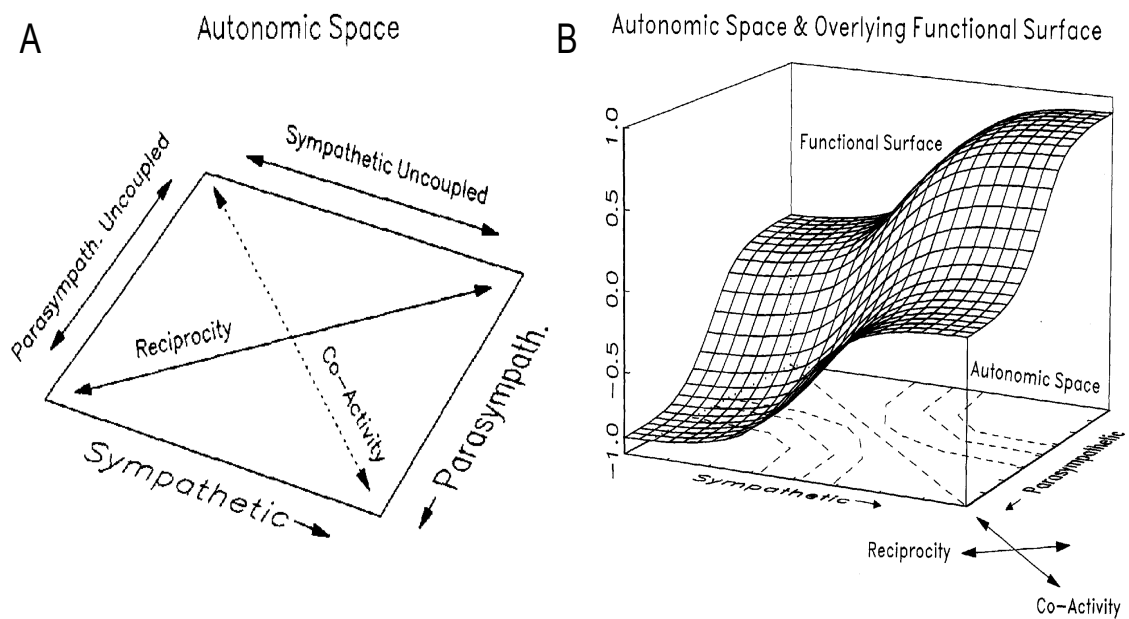 A
Autonomic Space
Sympathetic Uncoupled
Parasympath. Uncoupled
Reciprocity
Co-Activity
Parasympath.
Sympathetic
B
Autonomic Space & Overlying Functional Surface
1.0
0.5
0.0
-0.5
-1.0
Functional Surface
Autonomic Space
Sympathetic
Parasympathetic
Reciprocity
Co-Activity